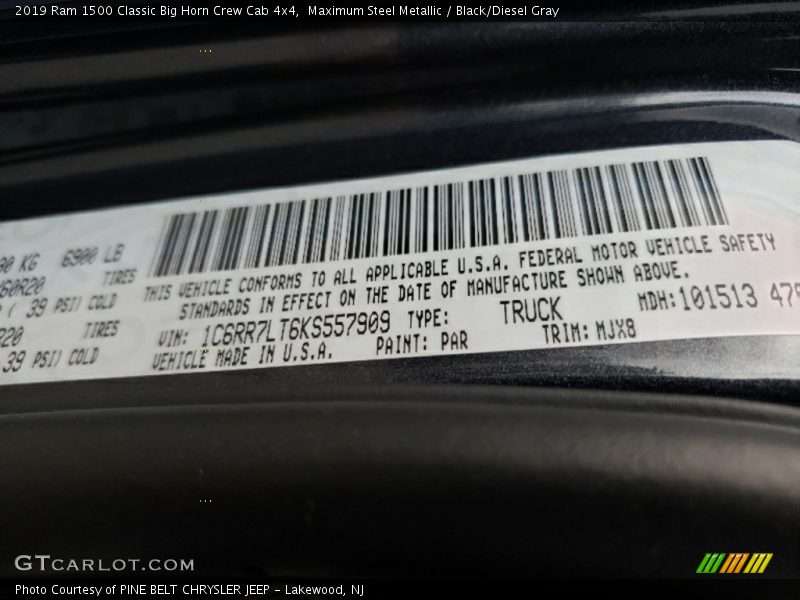 2019 Ram 1500 Classic Big Horn Crew Cab 4x4,  Maximum Steel Metallic / Black/Diesel Gray
KG 6900 LB
60R20 TIRES
( 39 PSI) COLD
TIRES
39 PSI) COLD
THIS VEHICLE CONFORMS TO ALL APPLICABLE U.S.A. FEDERAL MOTOR VEHICLE SAFETY
STANDARDS IN EFFECT ON THE DATE OF MANUFACTURE SHOWN ABOVE.
VIN: 1C6RR7LT6KS557909 TYPE: TRUCK MDH:101513
VEHICLE MADE IN U.S.A. PAINT: PAR TRIM: MJX8
GTcarlot.com
Photo Courtesy of PINE BELT CHRYSLER JEEP - Lakewood, NJ